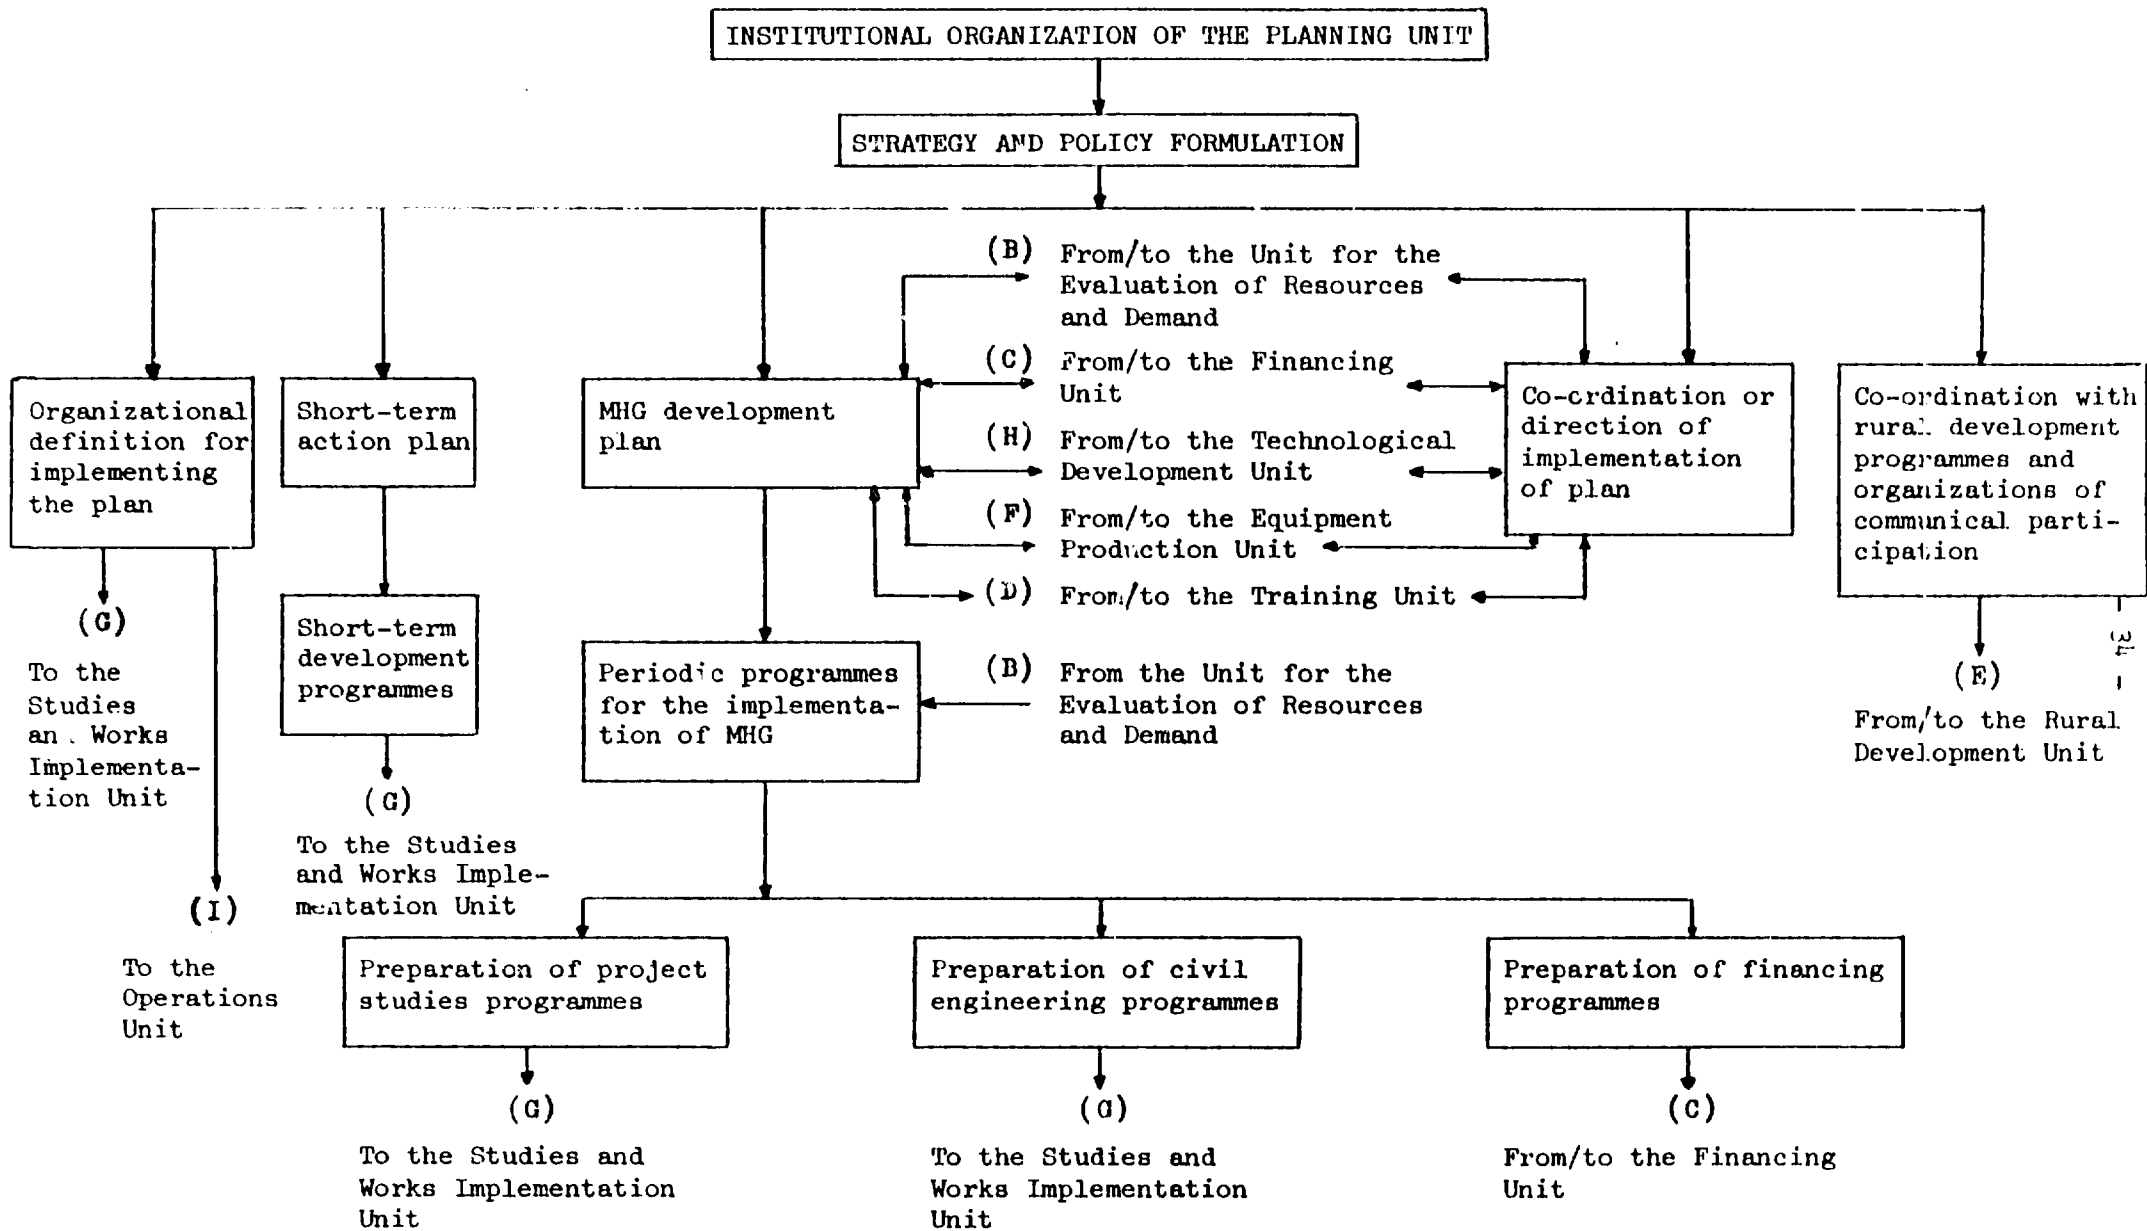 INSTITUTIONAL ORGANIZATION OF THE PLANNING UNIT
STRATEGY AND POLICY FORMULATION
(B) From/to the Unit for the
Evaluation of Resources
and Demand
(C) From/to the Financing
Unit
(H) From/to the Technological
Development Unit
(F) From/to the Equipment
Production Unit
(D) From/to the Training Unit
Organizational
definition for
implementing
the plan
Short-term
action plan
MHG development
plan
Co-ordination or
direction of
implementation
of plan
Co-ordination with
rural development
programmes and
organizations of
communical parti-
cipation
(G)
To the
Studies
an. Works
Implementa-
tion Unit
Short-term
development
programmes
Periodic programmes
for the implementa-
tion of MHG
(B) From the Unit for the
Evaluation of Resources
and Demand
(E)
From/to the Rural
Development Unit
34 -
(G)
To the Studies
and Works Imple-
mentation Unit
(I)
To the
Operations
Unit
Preparation of project
studies programmes
Preparation of civil
engineering programmes
Preparation of financing
programmes
(G)
To the Studies and
Works Implementation
Unit
(G)
To the Studies and
Works Implementation
Unit
(C)
From/to the Financing
Unit